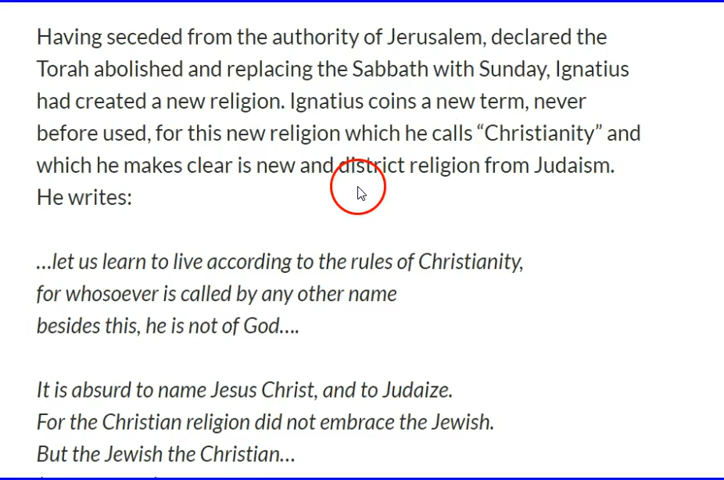 Having seceded from the authority of Jerusalem, declared the
Torah abolished and replacing the Sabbath with Sunday, Ignatius
had created a new religion. Ignatius coins a new term, never
before used, for this new religion which he calls “Christianity” and
which he makes clear is new and district religion from Judaism.
He writes:
…let us learn to live according to the rules of Christianity,
for whosoever is called by any other name
besides this, he is not of God….
It is absurd to name Jesus Christ, and to Judaize.
For the Christian religion did not embrace the Jewish.
But the Jewish the Christian…